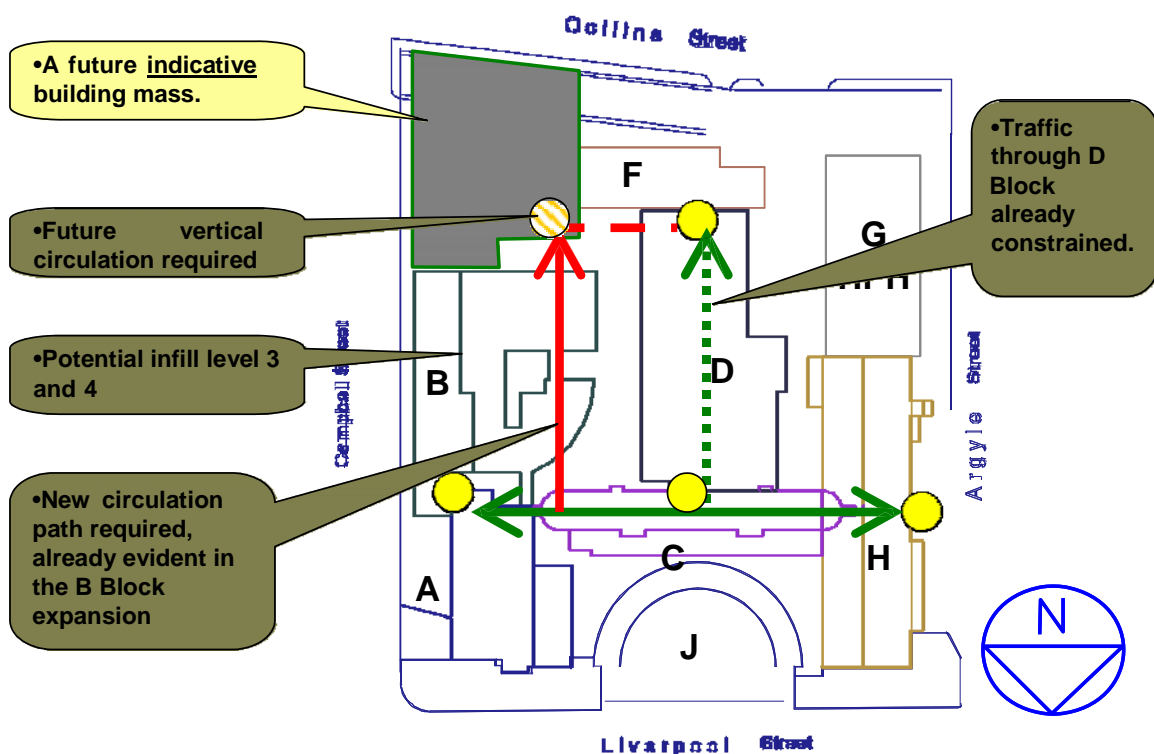 Collins Street
•A future indicative
building mass.
•Traffic
through D
Block
already
constrained.
F
G
•Future vertical
circulation required
•Potential infill level 3
and 4
B
D
Campbell Street
Argyle Street
•New circulation
path required,
already evident in
the B Block
expansion
A
C
H
J
N
Liverpool Street